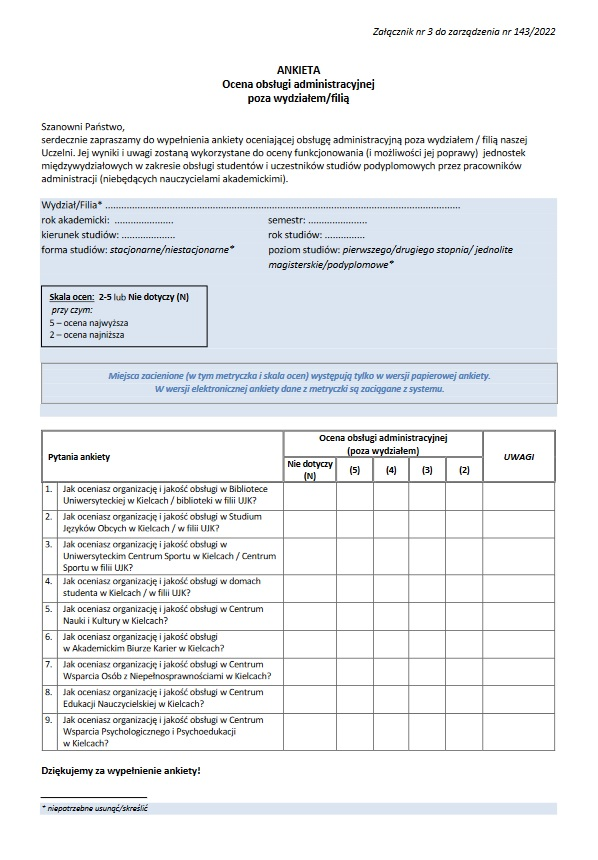 Załącznik nr 3 do zarządzenia nr 143/2022
ANKIETA
Ocena obsługi administracyjnej
poza wydziałem/filią
Szanowni Państwo,
serdecznie zapraszamy do wypełnienia ankiety oceniającej obsługę administracyjną poza wydziałem / filią naszej
Uczelni. Jej wyniki i uwagi zostaną wykorzystane do oceny funkcjonowania (i możliwości jej poprawy) jednostek
międzywydziałowych w zakresie obsługi studentów i uczestników studiów podyplomowych przez pracowników
administracji (niebędących nauczycielami akademickimi).
Wydział/Filia* ......................................................................................................................
rok akademicki: ...................... semestr: ......................
kierunek studiów: .................... rok studiów: ...............
forma studiów: stacjonarne/niestacjonarne* poziom studiów: pierwszego/drugiego stopnia/ jednolite
magisterskie/podyplomowe*
Skala ocen: 2-5 lub Nie dotyczy (N)
przy czym:
5 – ocena najwyższa
2 – ocena najniższa
Miejsca zacienione (w tym metryczka i skala ocen) występują tylko w wersji papierowej ankiety.
W wersji elektronicznej ankiety dane z metryczki są zaciągane z systemu.
Pytania ankiety
Ocena obsługi administracyjnej
(poza wydziałem)
UWAGI
Nie dotyczy
(N)
(5) (4) (3) (2)
1. Jak oceniasz organizację i jakość obsługi w Bibliotece
Uniwersyteckiej w Kielcach / biblioteki w filii UJK?
2. Jak oceniasz organizację i jakość obsługi w Studium
Języków Obcych w Kielcach / w filii UJK?
3. Jak oceniasz organizację i jakość obsługi w
Uniwersyteckim Centrum Sportu w Kielcach / Centrum
Sportu w filii UJK?
4. Jak oceniasz organizację i jakość obsługi w domach
studenta w Kielcach / w filii UJK?
5. Jak oceniasz organizację i jakość obsługi w Centrum
Nauki i Kultury w Kielcach?
6. Jak oceniasz organizację i jakość obsługi
w Akademickim Biurze Karier w Kielcach?
7. Jak oceniasz organizację i jakość obsługi w Centrum
Wsparcia Osób z Niepełnosprawnościami w Kielcach?
8. Jak oceniasz organizację i jakość obsługi w Centrum
Edukacji Nauczycielskiej w Kielcach?
9. Jak oceniasz organizację i jakość obsługi w Centrum
Wsparcia Psychologicznego i Psychoedukacji
w Kielcach?
Dziękujemy za wypełnienie ankiety!
* niepotrzebne usunąć/skreślić